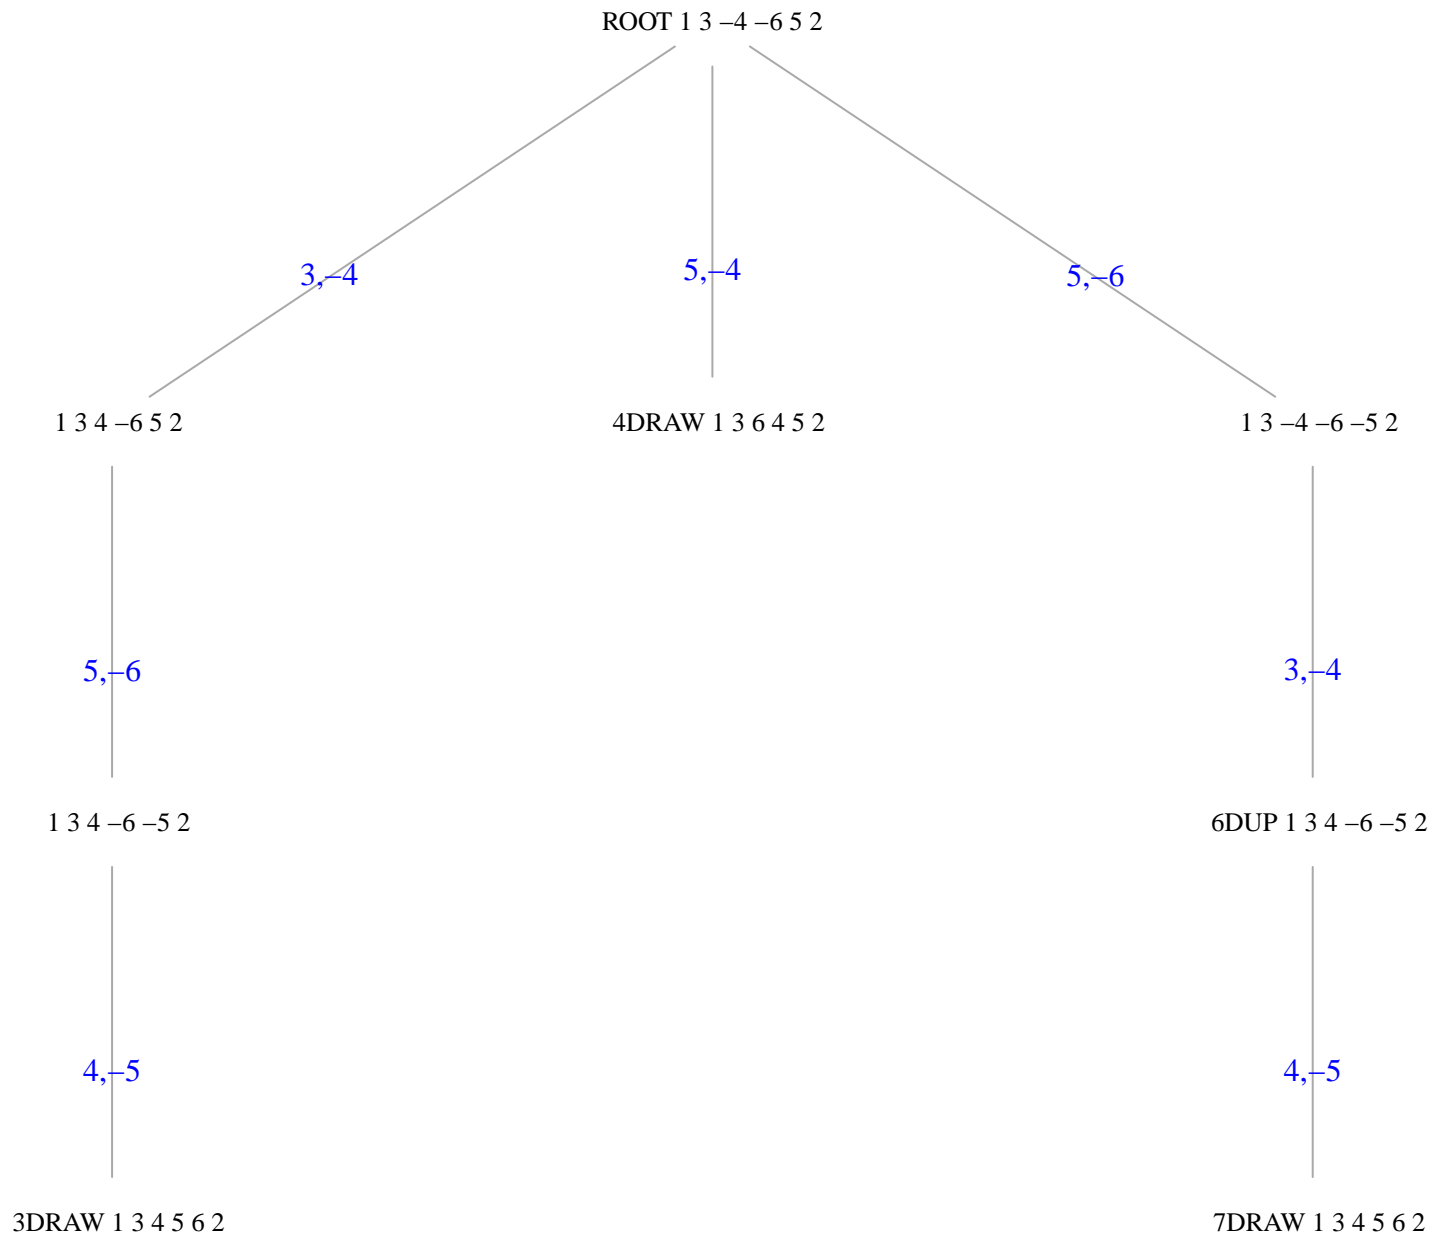 ROOT 1 3 –4 –6 5 2
3,–4
5,–4
5,–6
1 3 4 –6 5 2
4DRAW 1 3 6 4 5 2
1 3 –4 –6 –5 2
5,–6
3,–4
1 3 4 –6 –5 2
6DUP 1 3 4 –6 –5 2
4,–5
4,–5
3DRAW 1 3 4 5 6 2
7DRAW 1 3 4 5 6 2